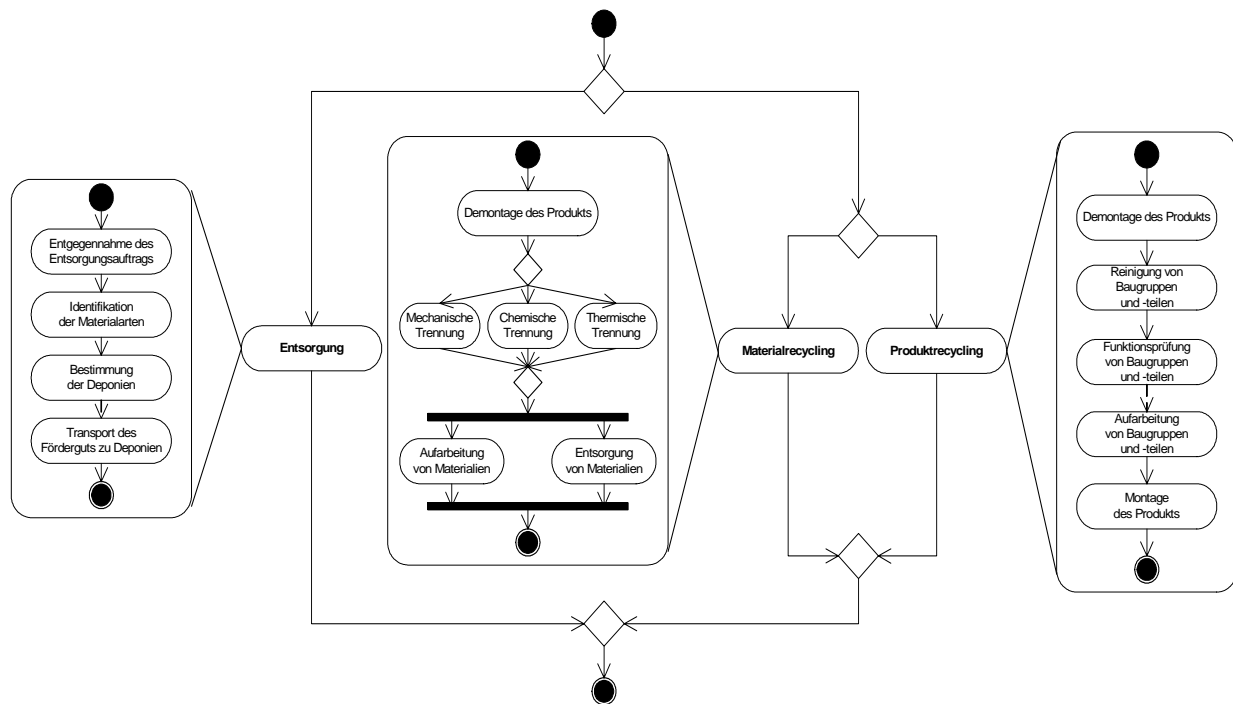 Entgegennahme des
Entsorgungsauftrags
Identifikation
der Materialarten
Bestimmung
der Deponien
Transport des
Förderguts zu Deponien
Entsorgung
Demontage des Produkts
Mechanische
Trennung
Chemische
Trennung
Thermische
Trennung
Aufarbeitung
von Materialien
Entsorgung
von Materialien
Materialrecycling
Produktrecycling
Demontage des Produkts
Reinigung von
Baugruppen
und -teilen
Funktionsprüfung
von Baugruppen
und -teilen
Aufarbeitung
von Baugruppen
und -teilen
Montage
des Produkts